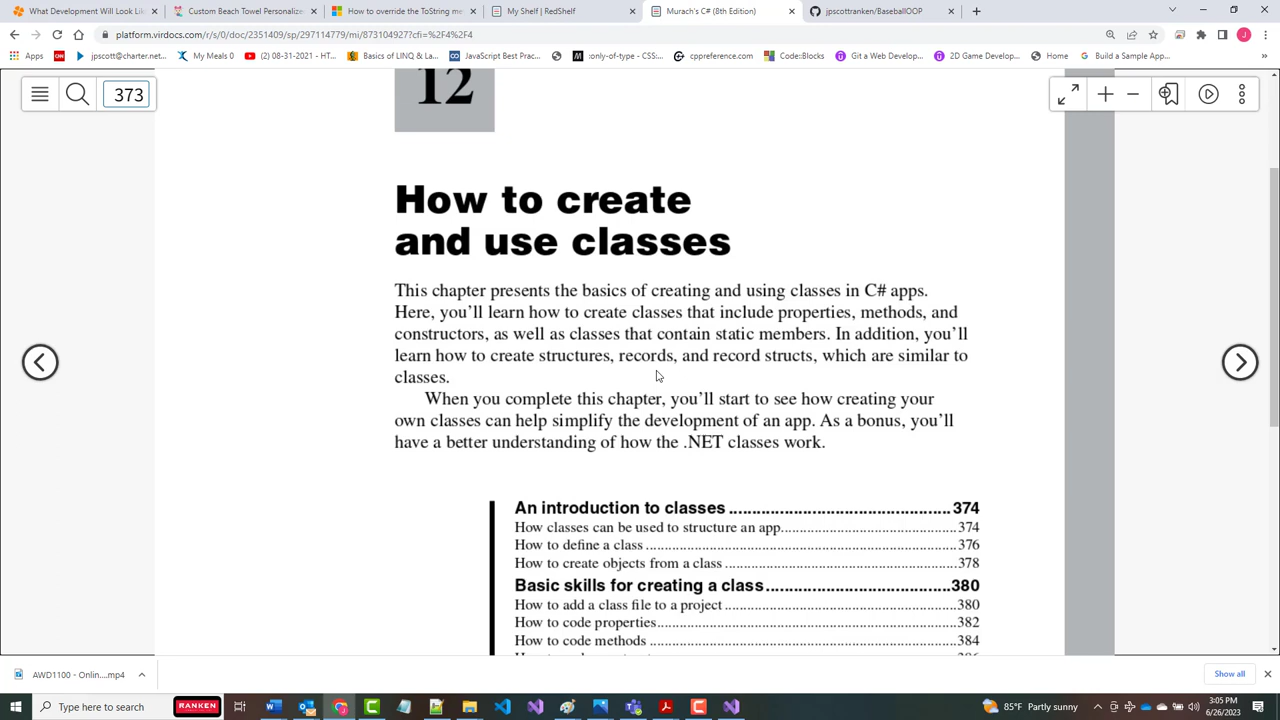 What Development Will Look Lik
Custom Beach Towel Personalize
How to override the ToString me
My Shelf | RedShelf
Murach's C# (8th Edition)
jpscottranken/BaseballOOP
platform.virdocs.com/r/s/0/doc/2351409/sp/297114779/mi/873104927?cfi=%2F4%2F4
Apps
jpscott@charter.net...
My Meals 0
(2) 08-31-2021 - HT...
Basics of LINQ & La...
JavaScript Best Prac...
:only-of-type - CSS:...
cppreference.com
Code:Blocks
Git a Web Develop...
2D Game Develop...
Home
Build a Sample App...
373
12
How to create
and use classes
This chapter presents the basics of creating and using classes in C# apps.
Here, you'll learn how to create classes that include properties, methods, and
constructors, as well as classes that contain static members. In addition, you'll
learn how to create structures, records, and record structs, which are similar to
classes.
When you complete this chapter, you'll start to see how creating your
own classes can help simplify the development of an app. As a bonus, you'll
have a better understanding of how the .NET classes work.
An introduction to classes ................................................ 374
How classes can be used to structure an app.............................................. 374
How to define a class ................................................................................. 376
How to create objects from a class ............................................................. 378
Basic skills for creating a class........................................ 380
How to add a class file to a project ............................................................. 380
How to code properties............................................................................... 382
How to code methods ................................................................................. 384
AWD1100 - Onlin....mp4
Show all
Type here to search
RANKEN
85°F Partly sunny
3:05 PM
6/26/2023